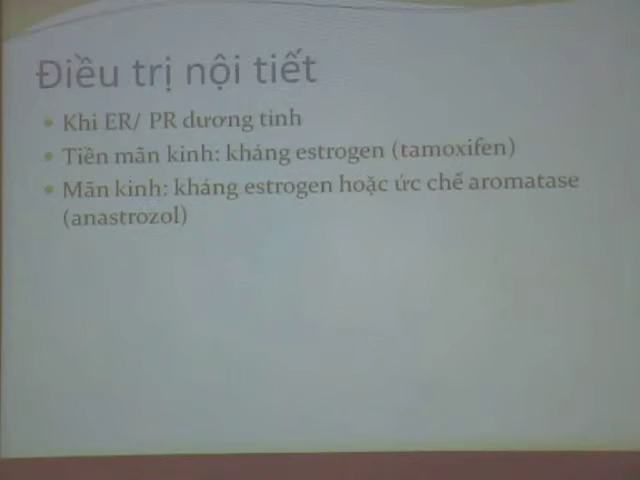 Điều trị nội tiết
Khi ER/ PR dương tính
Tiền mãn kinh: kháng estrogen (tamoxifen)
Mãn kinh: kháng estrogen hoặc ức chế aromatase
(anastrozol)